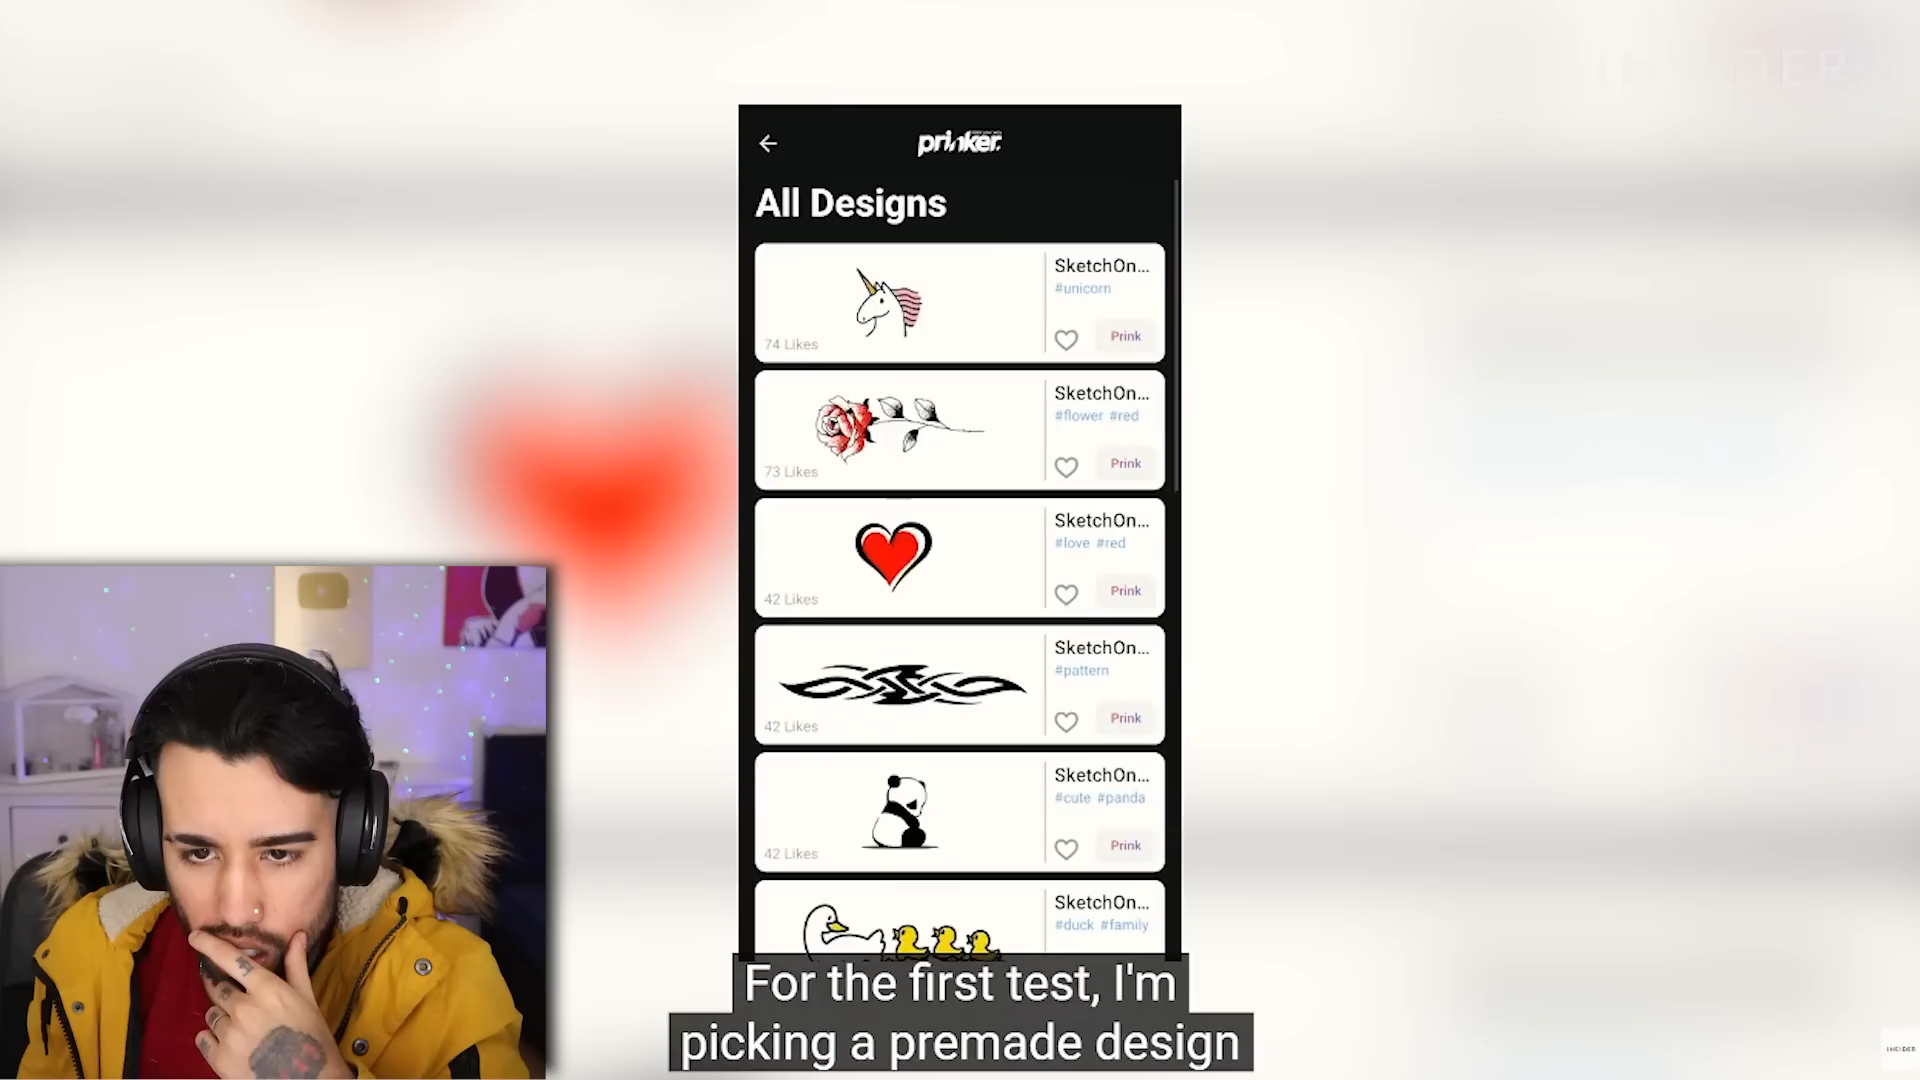 INSIDER
prinker.
All Designs
SketchOn...
#unicorn
74 Likes
Prink
SketchOn...
#flower #red
73 Likes
Prink
SketchOn...
#love #red
42 Likes
Prink
SketchOn...
#pattern
42 Likes
Prink
SketchOn...
#cute #panda
42 Likes
Prink
SketchOn...
#duck #family
For the first test, I'm
picking a premade design
INSIDER